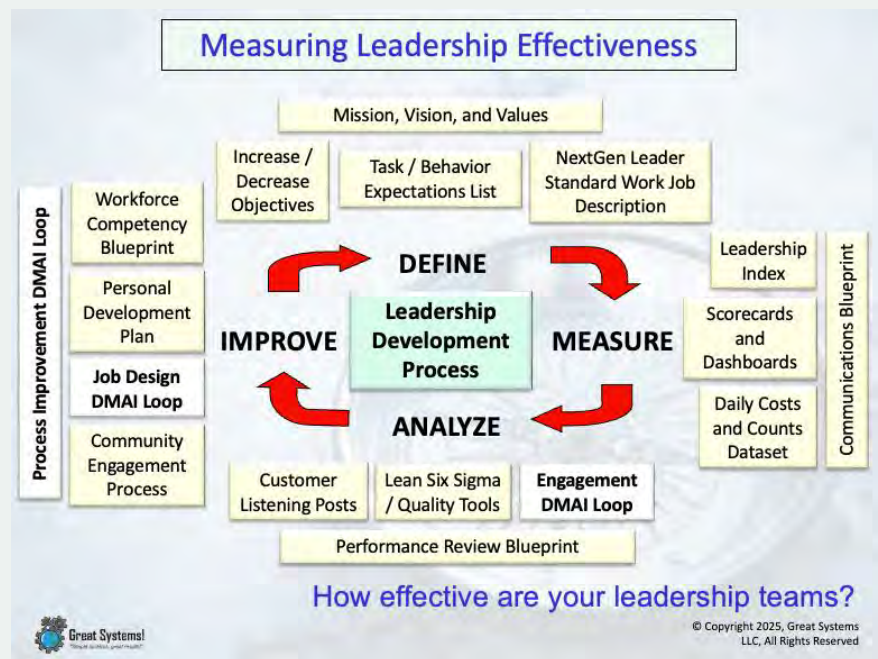 Measuring Leadership Effectiveness
Mission, Vision, and Values
Increase /
Decrease
Objectives
Task / Behavior
Expectations List
NextGen Leader
Standard Work Job
Description
Process Improvement DMAI Loop
Workforce
Competency
Blueprint
Personal
Development
Plan
Job Design
DMAI Loop
Community
Engagement
Process
DEFINE
IMPROVE
Leadership
Development
Process
MEASURE
ANALYZE
Leadership
Index
Scorecards
and
Dashboards
Daily Costs
and Counts
Dataset
Communications Blueprint
Customer
Listening Posts
Lean Six Sigma
/ Quality Tools
Engagement
DMAI Loop
Performance Review Blueprint
How effective are your leadership teams?
Great Systems!
© Copyright 2025, Great Systems
LLC, All Rights Reserved